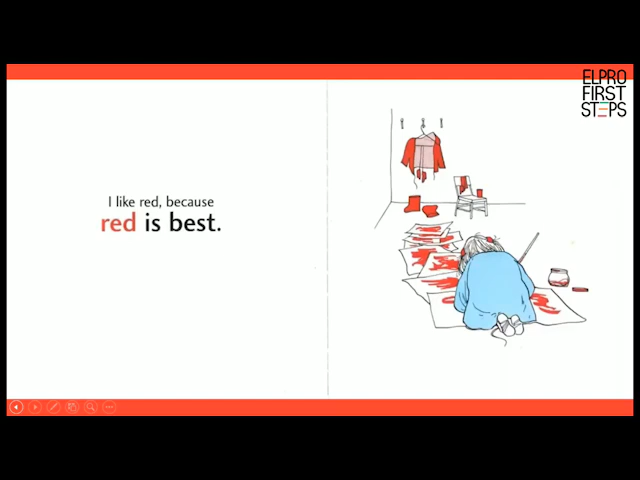 ELPRO
FIRST
STEPS
I like red, because
red is best.